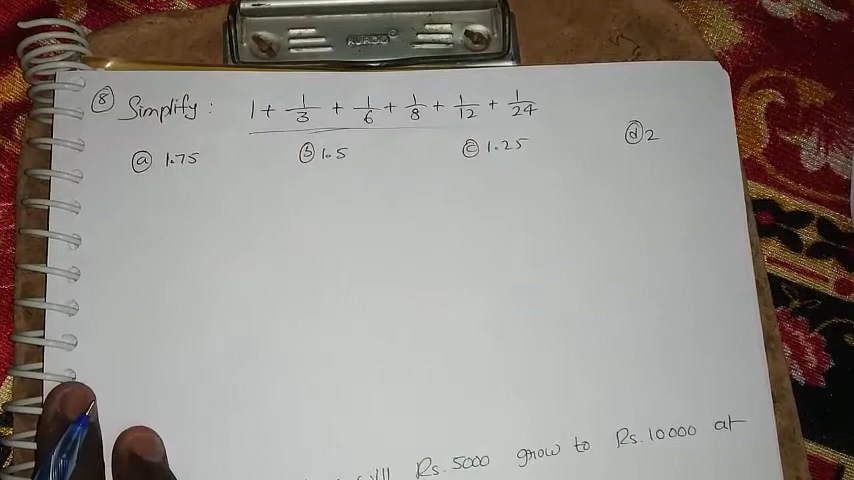 ⑧ Simplify : 1 + 1/3 + 1/6 + 1/8 + 1/12 + 1/24
ⓐ 1.75 ⓑ 1.5 ⓒ 1.25 ⓓ 2
Rs. 5000 grow to Rs. 10000 at